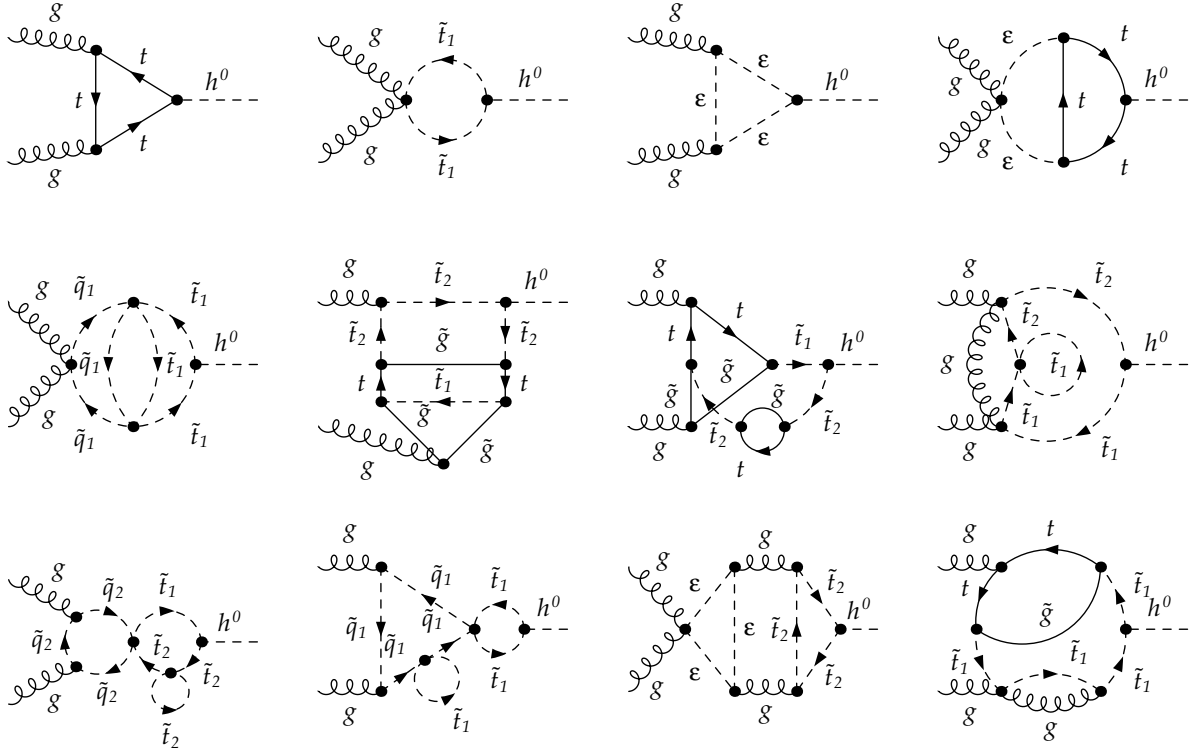 g t t t g h⁰
g g t̃₁ t̃₁ h⁰
g ε ε ε g h⁰
g g ε ε t t t h⁰
g g q̃₁ q̃₁ q̃₁ t̃₁ t̃₁ t̃₁ h⁰
g t̃₂ h⁰ t̃₂ t̃₂ g̃ t t̃₁ t g̃ g̃ g
g t t t̃₁ h⁰ g̃ g̃ g̃ t̃₂ t̃₂ g t
g t̃₂ t̃₂ h⁰ g t̃₁ t̃₁ g t̃₁
g q̃₂ t̃₁ h⁰ q̃₂ t̃₂ t̃₂ g q̃₂ t̃₂
g q̃₁ t̃₁ h⁰ q̃₁ q̃₁ q̃₁ t̃₁ g t̃₁
g g ε t̃₂ h⁰ ε t̃₂ g ε t̃₂ g
g t t t̃₁ h⁰ g̃ t̃₁ t̃₁ t̃₁ g g